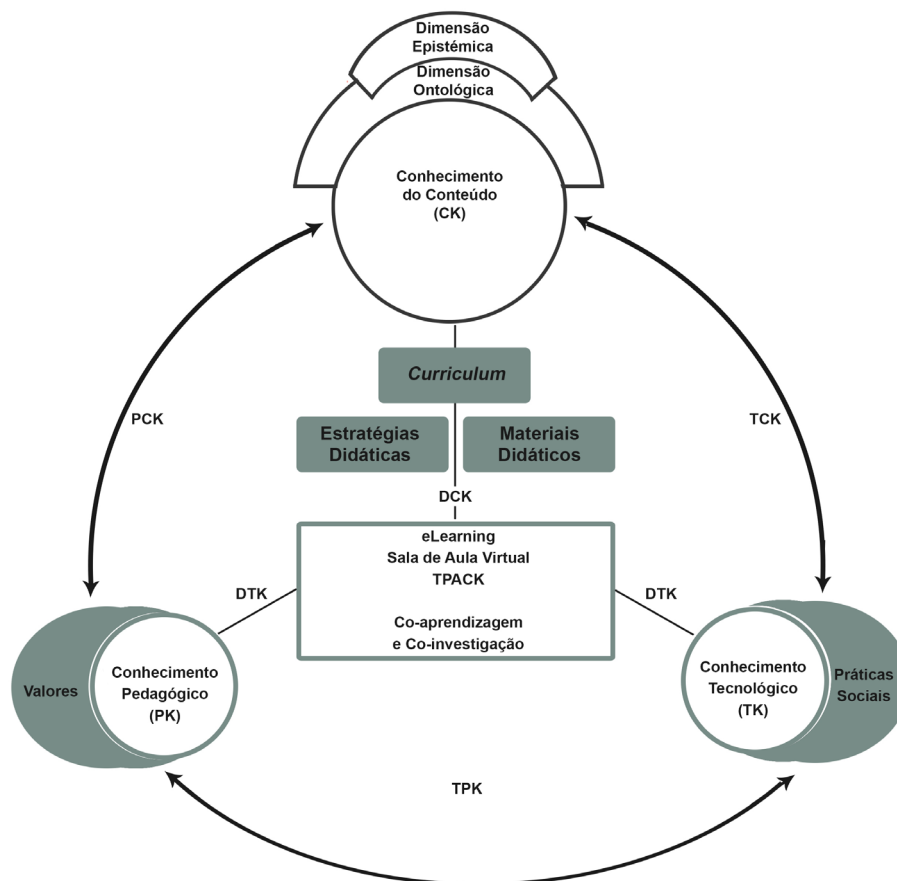 Dimensão
Epistémica
Dimensão
Ontológica
Conhecimento
do Conteúdo
(CK)
Curriculum
PCK
TCK
Estratégias
Didáticas
Materiais
Didáticos
DCK
eLearning
Sala de Aula Virtual
TPACK
Co-aprendizagem
e Co-investigação
DTK
DTK
Valores
Conhecimento
Pedagógico
(PK)
Conhecimento
Tecnológico
(TK)
Práticas
Sociais
TPK